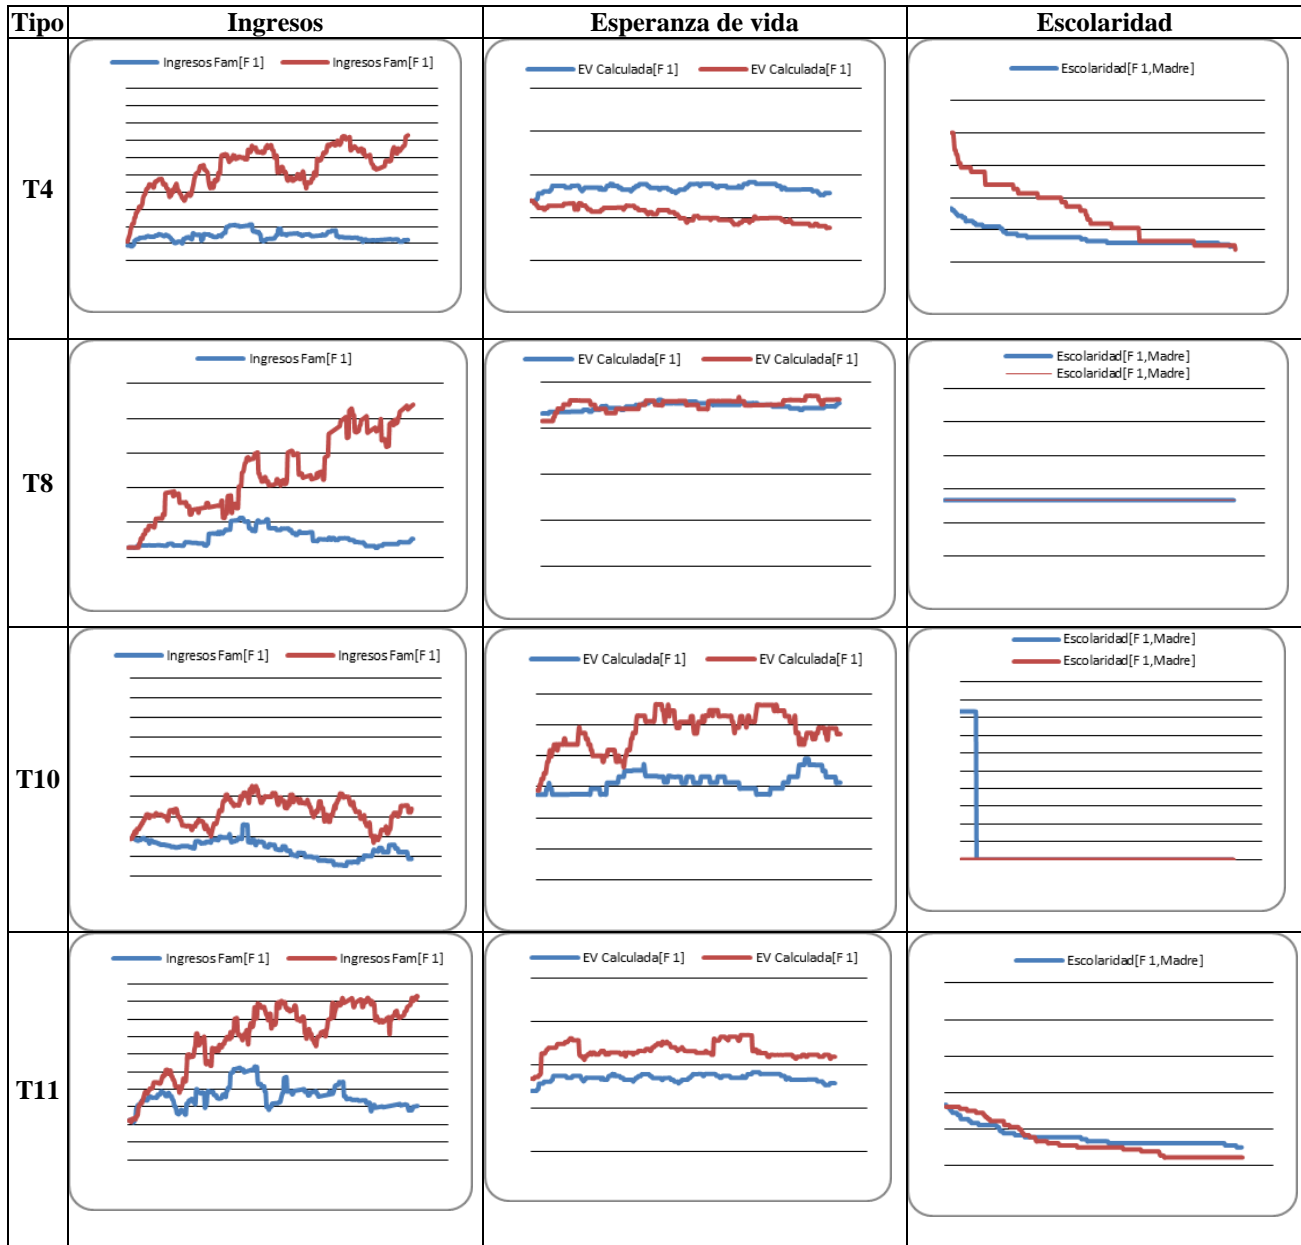 Tipo Ingresos Esperanza de vida Escolaridad
Ingresos Fam[F 1] Ingresos Fam[F 1] EV Calculada[F 1] EV Calculada[F 1] Escolaridad[F 1,Madre]
T4
Ingresos Fam[F 1] EV Calculada[F 1] EV Calculada[F 1] Escolaridad[F 1,Madre]
Escolaridad[F 1,Madre]
T8
Ingresos Fam[F 1] Ingresos Fam[F 1] EV Calculada[F 1] EV Calculada[F 1] Escolaridad[F 1,Madre]
Escolaridad[F 1,Madre]
T10
Ingresos Fam[F 1] Ingresos Fam[F 1] EV Calculada[F 1] EV Calculada[F 1] Escolaridad[F 1,Madre]
T11